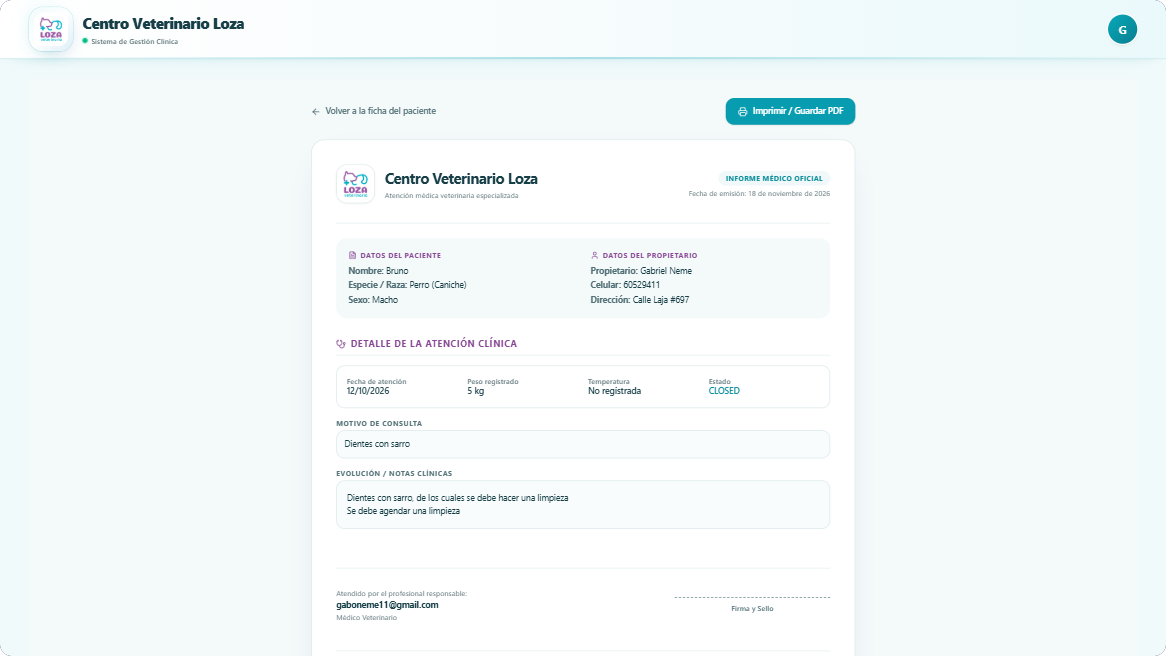 LOZA
Centro Veterinario Loza
Sistema de Gestión Clínica
G
← Volver a la ficha del paciente
Imprimir / Guardar PDF
LOZA
Centro Veterinario Loza
Atención médica veterinaria especializada
INFORME MÉDICO OFICIAL
Fecha de emisión: 18 de noviembre de 2026
DATOS DEL PACIENTE
Nombre: Bruno
Especie / Raza: Perro (Caniche)
Sexo: Macho
DATOS DEL PROPIETARIO
Propietario: Gabriel Neme
Celular: 60529411
Dirección: Calle Laja #697
DETALLE DE LA ATENCIÓN CLÍNICA
Fecha de atención
12/10/2026
Peso registrado
5 kg
Temperatura
No registrada
Estado
CLOSED
MOTIVO DE CONSULTA
Dientes con sarro
EVOLUCIÓN / NOTAS CLÍNICAS
Dientes con sarro, de los cuales se debe hacer una limpieza
Se debe agendar una limpieza
Atendido por el profesional responsable:
gaboneme11@gmail.com
Médico Veterinario
Firma y Sello